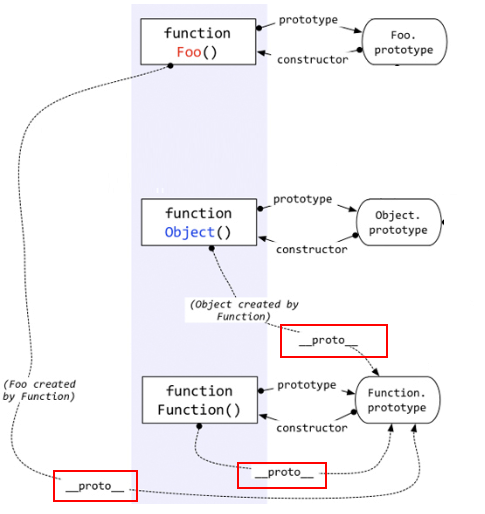 function
Foo()
prototype
constructor
Foo.
prototype
function
Object()
prototype
constructor
Object.
prototype
(Object created by
Function)
__proto__
function
Function()
prototype
constructor
Function.
prototype
(Foo created
by Function)
__proto__
__proto__